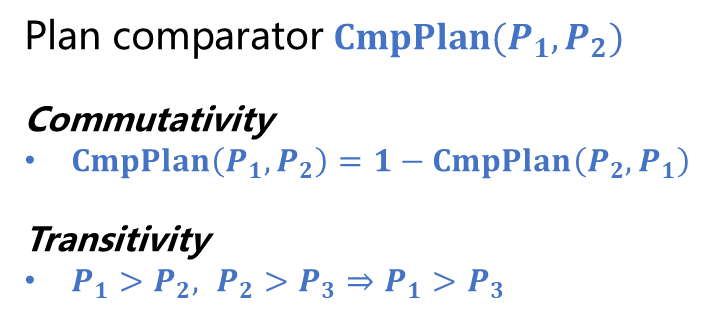 Plan comparator CmpPlan(P₁, P₂)
Commutativity
• CmpPlan(P₁, P₂) = 1 − CmpPlan(P₂, P₁)
Transitivity
• P₁ > P₂, P₂ > P₃ ⇒ P₁ > P₃